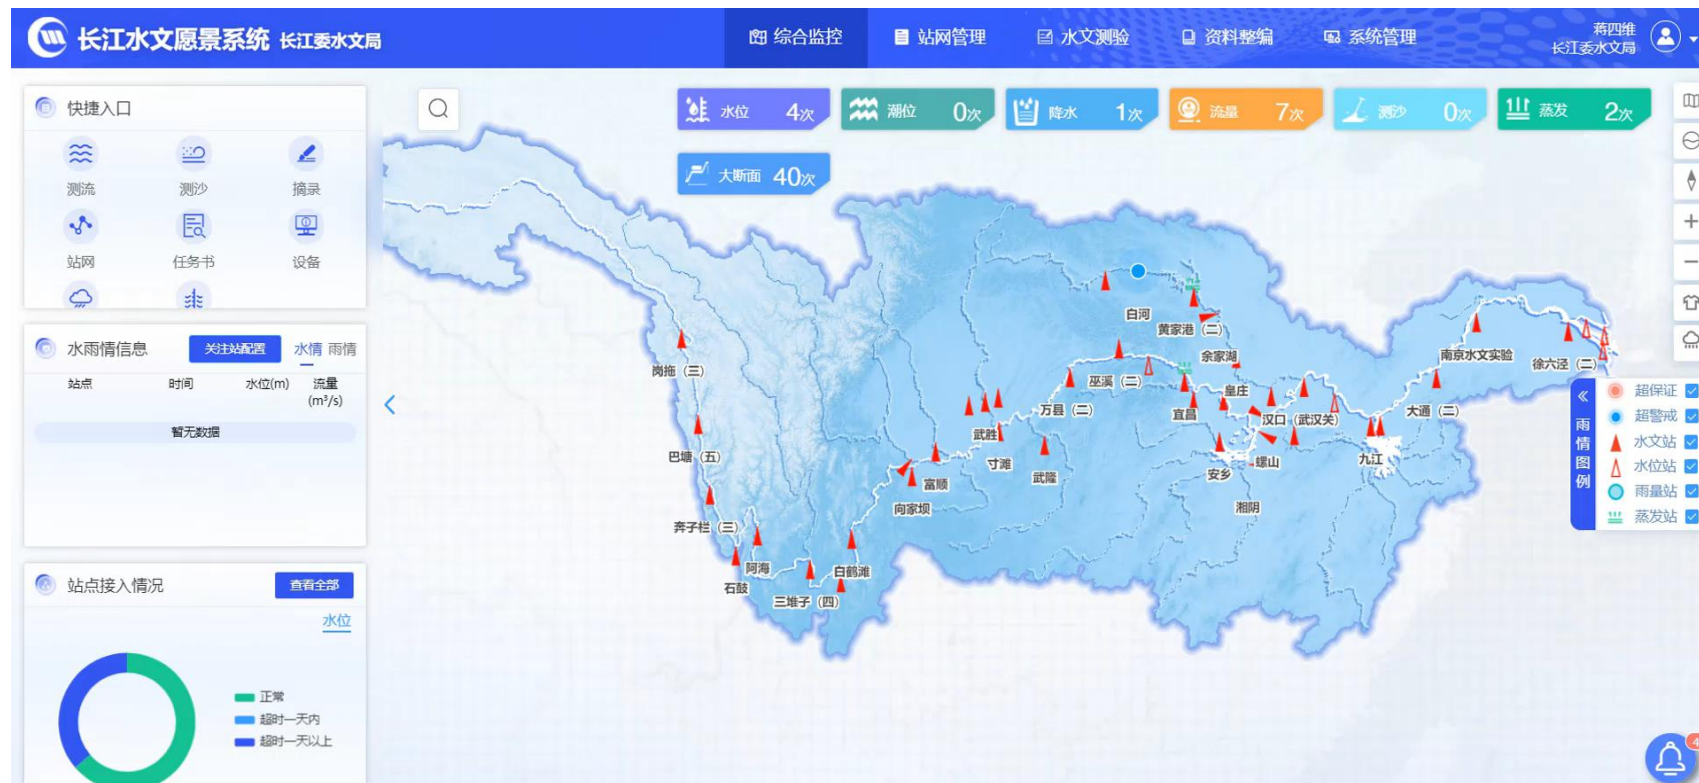 长江水文愿景系统 长江委水文局
综合监控
站网管理
水文测验
资料整编
系统管理
蒋四维
长江委水文局
快捷入口
测流
测沙
摘录
站网
任务书
设备
水雨情信息
关注站配置
水情 雨情
站点
时间
水位(m)
流量
(m³/s)
暂无数据
站点接入情况
查看全部
水位
正常
超时一天内
超时一天以上
水位 4次
潮位 0次
降水 1次
流量 7次
测沙 0次
蒸发 2次
大断面 40次
白河
黄家港（二）
余家湖
南京水文实验
徐六泾（二）
岗拖（三）
巫溪（二）
皇庄
万县（二）
宜昌
汉口（武汉关）
大通（二）
武胜
巴塘（五）
寸滩
武隆
安乡
螺山
九江
富顺
向家坝
湘阴
奔子栏（三）
阿海
白鹤滩
石鼓
三堆子（四）
雨情图例
超保证
超警戒
水文站
水位站
雨量站
蒸发站
4